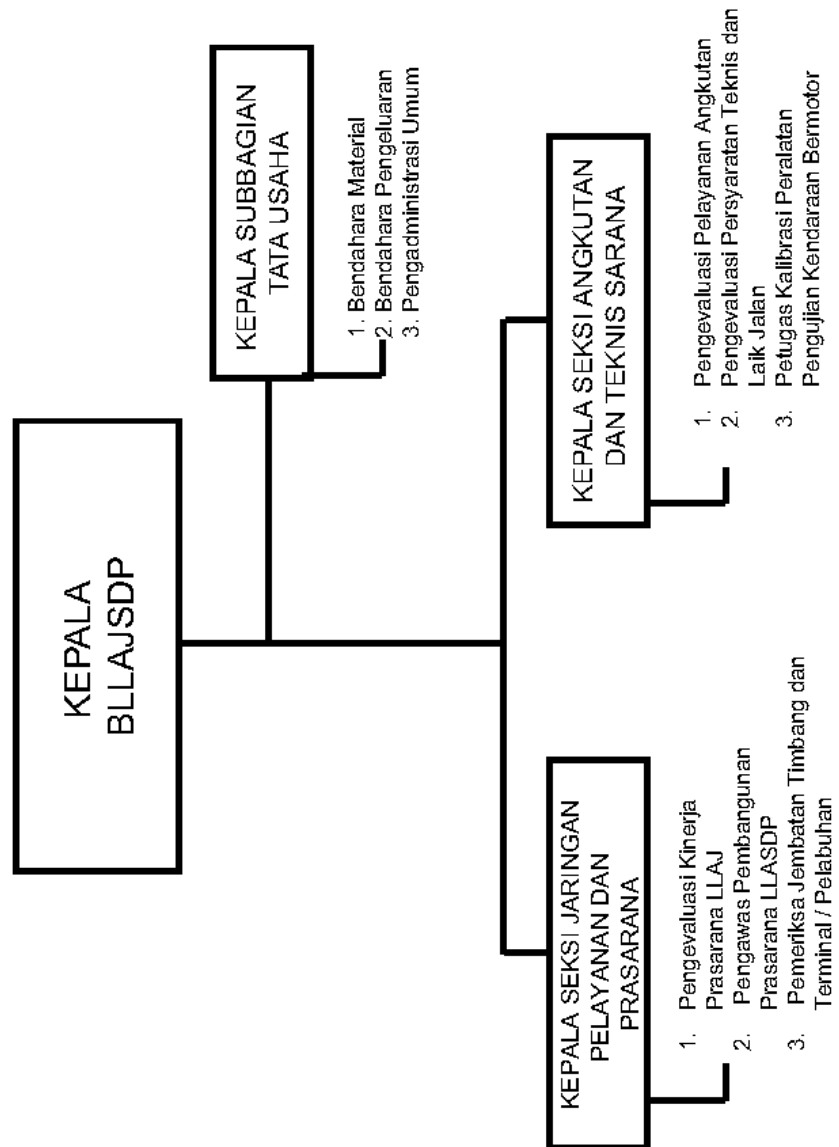 KEPALA
BLLAJSDP
KEPALA SUBBAGIAN
TATA USAHA
1. Bendahara Material
2. Bendahara Pengeluaran
3. Pengadministrasi Umum
KEPALA SEKSI JARINGAN
PELAYANAN DAN
PRASARANA
1. Pengevaluasi Kinerja
Prasarana LLAJ
2. Pengawas Pembangunan
Prasarana LLASDP
3. Pemeriksa Jembatan Timbang dan
Terminal / Pelabuhan
KEPALA SEKSI ANGKUTAN
DAN TEKNIS SARANA
1. Pengevaluasi Pelayanan Angkutan
2. Pengevaluasi Persyaratan Teknis dan
Laik Jalan
3. Petugas Kalibrasi Peralatan
Pengujian Kendaraan Bermotor